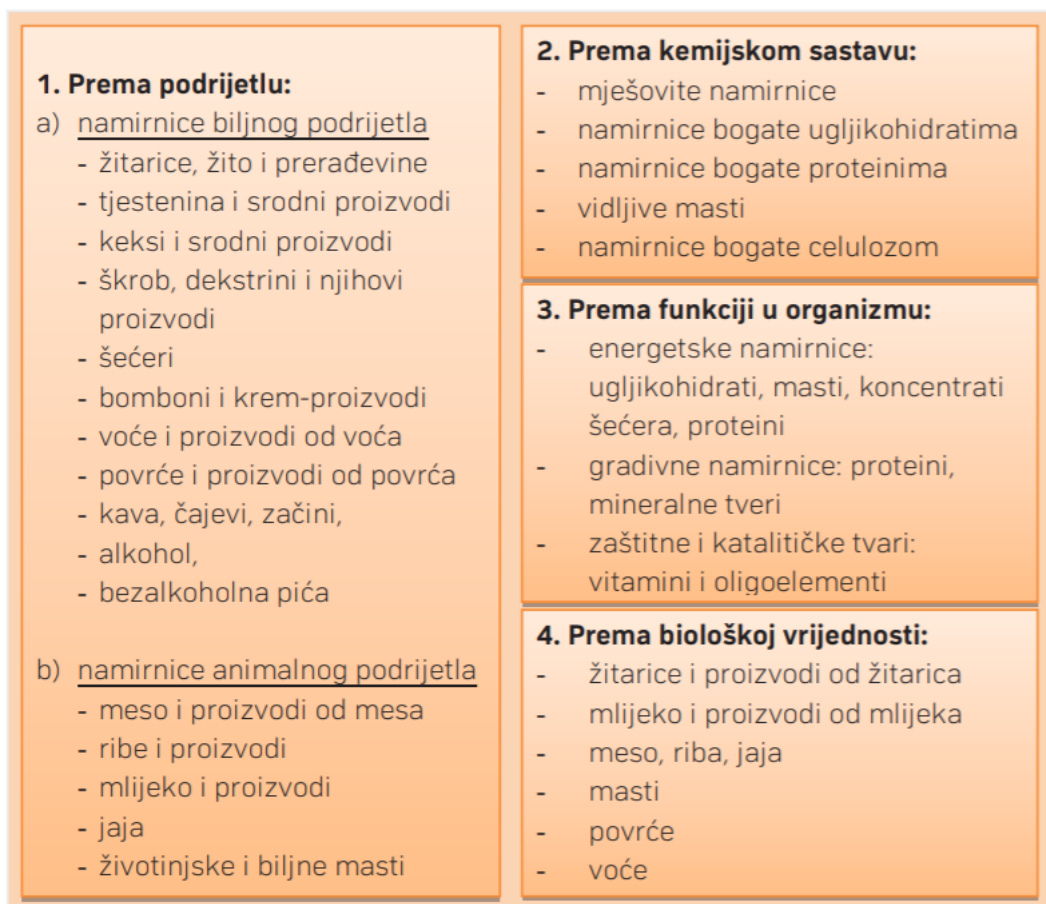 1. Prema podrijetlu:
a) namirnice biljnog podrijetla
- žitarice, žito i prerađevine
- tjestenina i srodni proizvodi
- keksi i srodni proizvodi
- škrob, dekstrini i njihovi
proizvodi
- šećeri
- bomboni i krem-proizvodi
- voće i proizvodi od voća
- povrće i proizvodi od povrća
- kava, čajevi, začini,
- alkohol,
- bezalkoholna pića
b) namirnice animalnog podrijetla
- meso i proizvodi od mesa
- ribe i proizvodi
- mlijeko i proizvodi
- jaja
- životinjske i biljne masti
2. Prema kemijskom sastavu:
- mješovite namirnice
- namirnice bogate ugljikohidratima
- namirnice bogate proteinima
- vidljive masti
- namirnice bogate celulozom
3. Prema funkciji u organizmu:
- energetske namirnice:
ugljikohidrati, masti, koncentrati
šećera, proteini
- gradivne namirnice: proteini,
mineralne tveri
- zaštitne i katalitičke tvari:
vitamini i oligoelementi
4. Prema biološkoj vrijednosti:
- žitarice i proizvodi od žitarica
- mlijeko i proizvodi od mlijeka
- meso, riba, jaja
- masti
- povrće
- voće